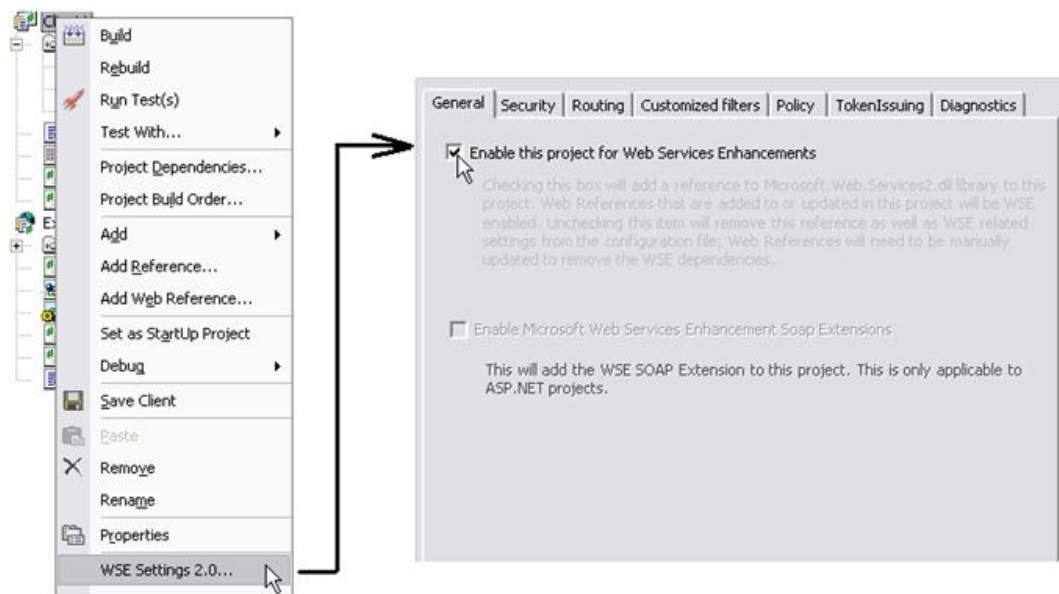 Build
Rebuild
Run Test(s)
Test With...
Project Dependencies...
Project Build Order...
Add
Add Reference...
Add Web Reference...
Set as StartUp Project
Debug
Save Client
Paste
Remove
Rename
Properties
WSE Settings 2.0...
General Security Routing Customized filters Policy TokenIssuing Diagnostics
Enable this project for Web Services Enhancements
Checking this box will add a reference to Microsoft.Web.Services2.dll library to this
project. Web References that are added to or updated in this project will be WSE
enabled. Unchecking this item will remove this reference as well as WSE related
settings from the configuration file; Web References will need to be manually
updated to remove the WSE dependencies.
Enable Microsoft Web Services Enhancement Soap Extensions
This will add the WSE SOAP Extension to this project. This is only applicable to
ASP.NET projects.